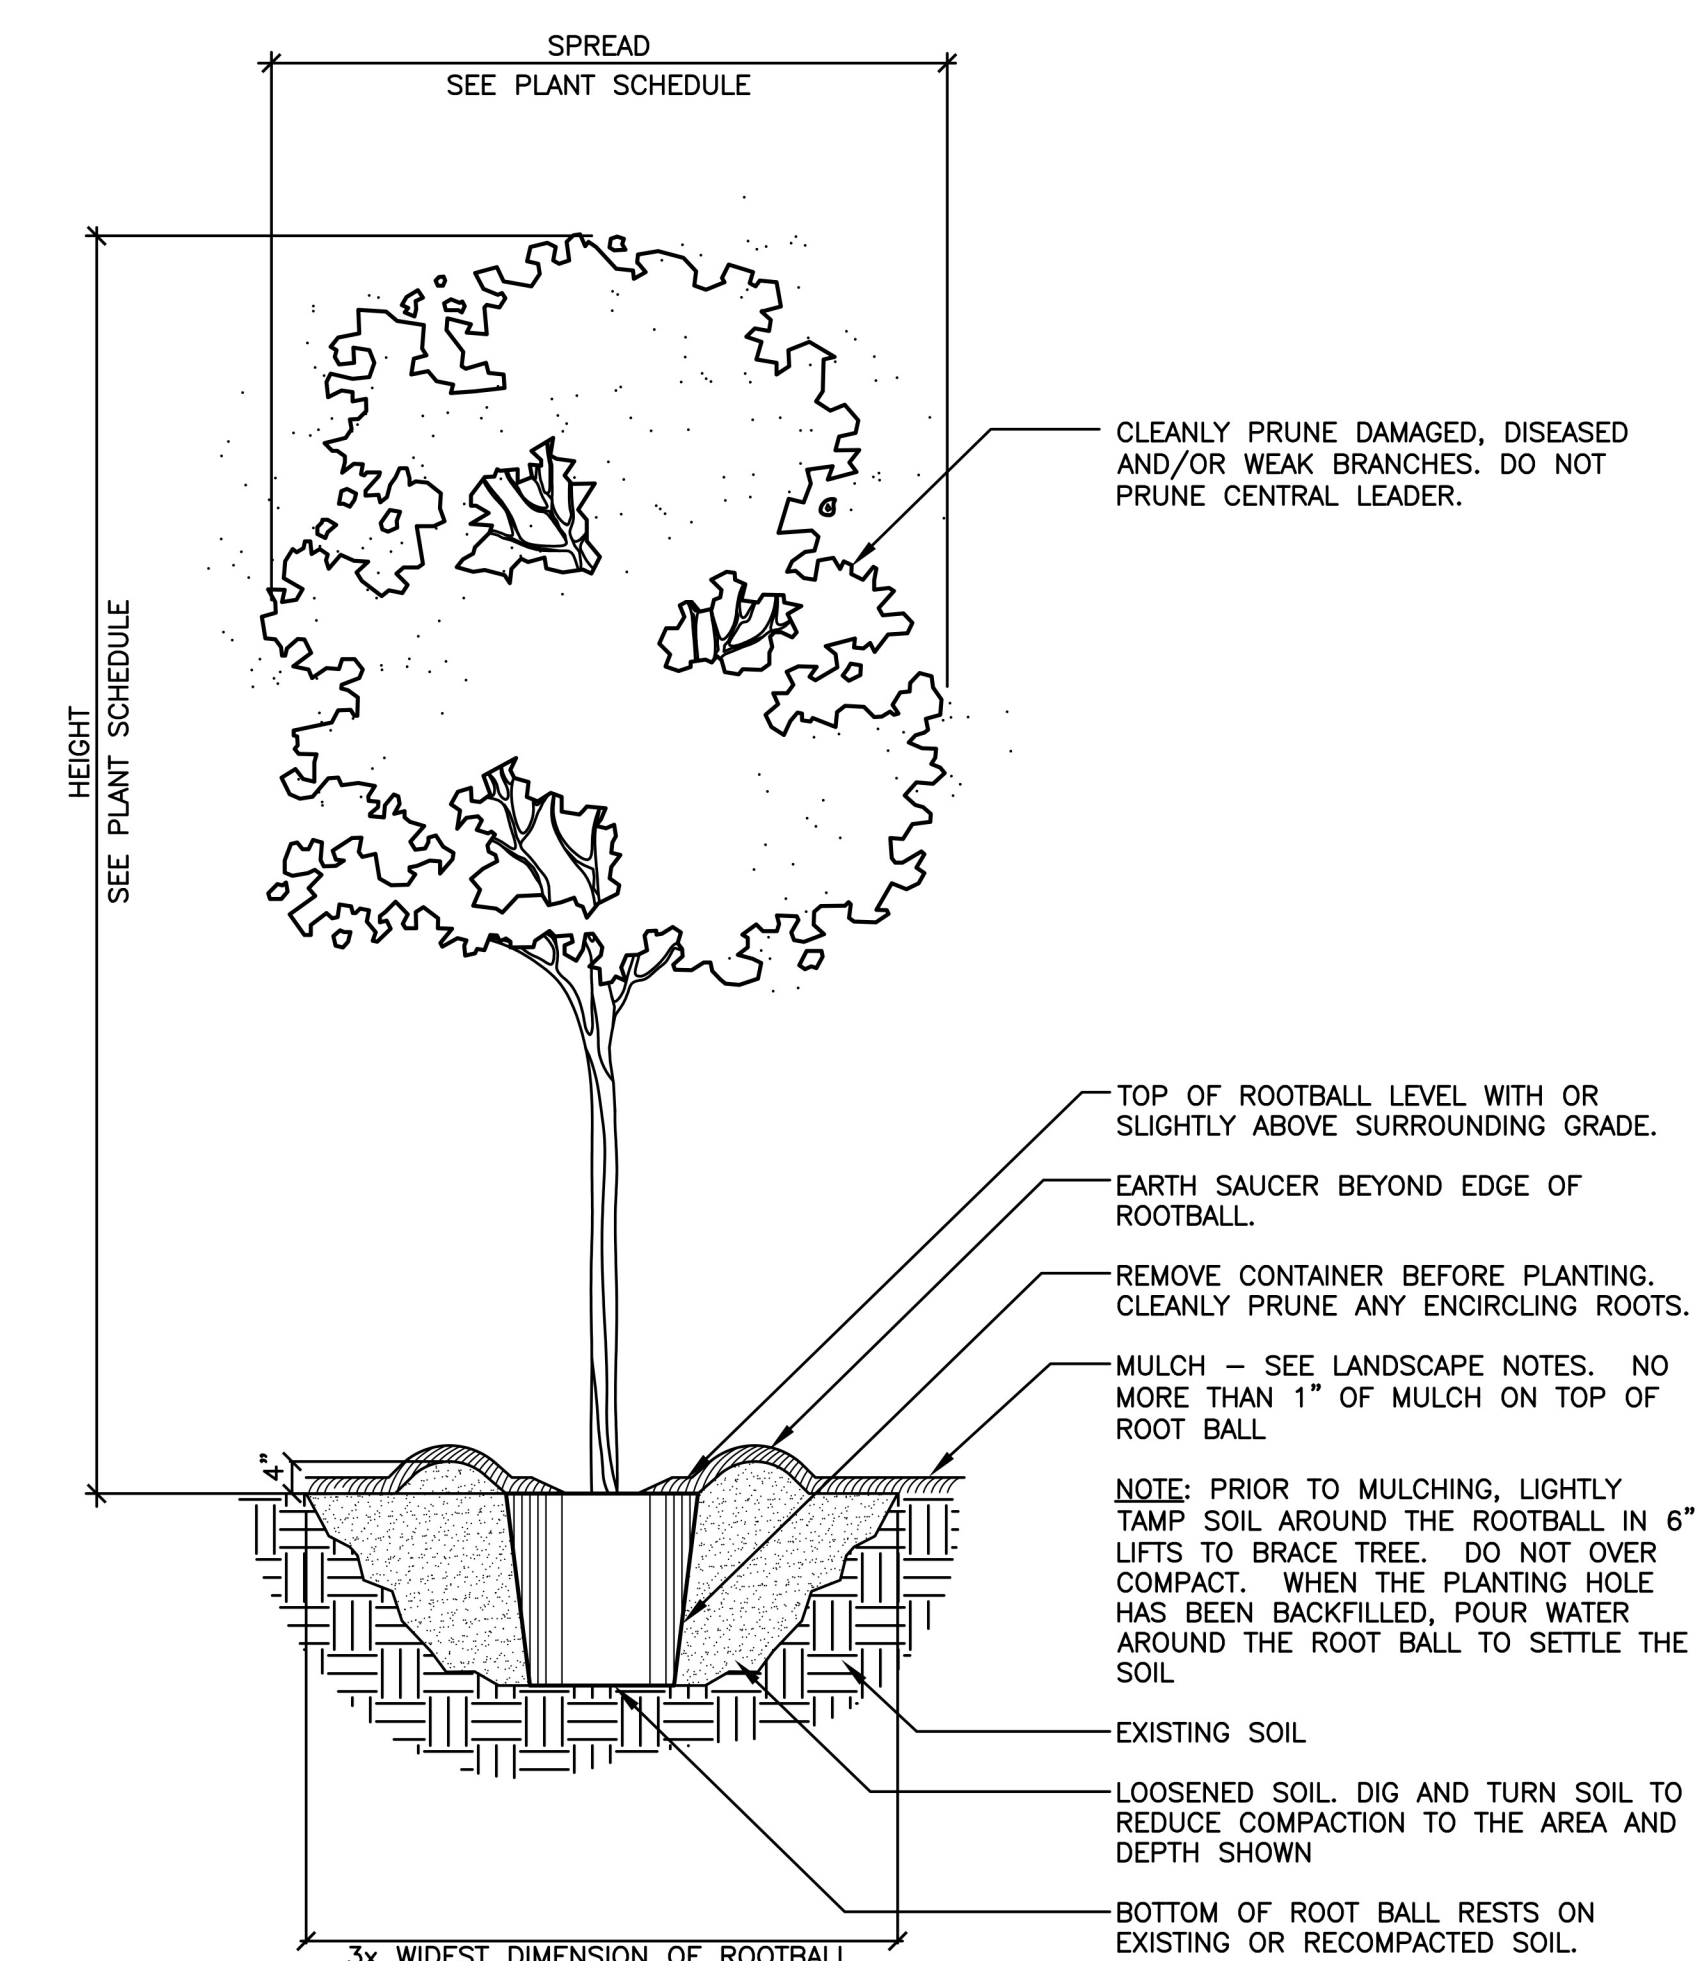 SPREAD
SEE PLANT SCHEDULE
HEIGHT
SEE PLANT SCHEDULE
CLEANLY PRUNE DAMAGED, DISEASED
AND/OR WEAK BRANCHES. DO NOT
PRUNE CENTRAL LEADER.
TOP OF ROOTBALL LEVEL WITH OR
SLIGHTLY ABOVE SURROUNDING GRADE.
EARTH SAUCER BEYOND EDGE OF
ROOTBALL.
REMOVE CONTAINER BEFORE PLANTING.
CLEANLY PRUNE ANY ENCIRCLING ROOTS.
MULCH – SEE LANDSCAPE NOTES. NO
MORE THAN 1” OF MULCH ON TOP OF
ROOT BALL
4”
NOTE: PRIOR TO MULCHING, LIGHTLY
TAMP SOIL AROUND THE ROOTBALL IN 6”
LIFTS TO BRACE TREE. DO NOT OVER
COMPACT. WHEN THE PLANTING HOLE
HAS BEEN BACKFILLED, POUR WATER
AROUND THE ROOT BALL TO SETTLE THE
SOIL
EXISTING SOIL
LOOSENED SOIL. DIG AND TURN SOIL TO
REDUCE COMPACTION TO THE AREA AND
DEPTH SHOWN
BOTTOM OF ROOT BALL RESTS ON
EXISTING OR RECOMPACTED SOIL.
3x WIDEST DIMENSION OF ROOTBALL